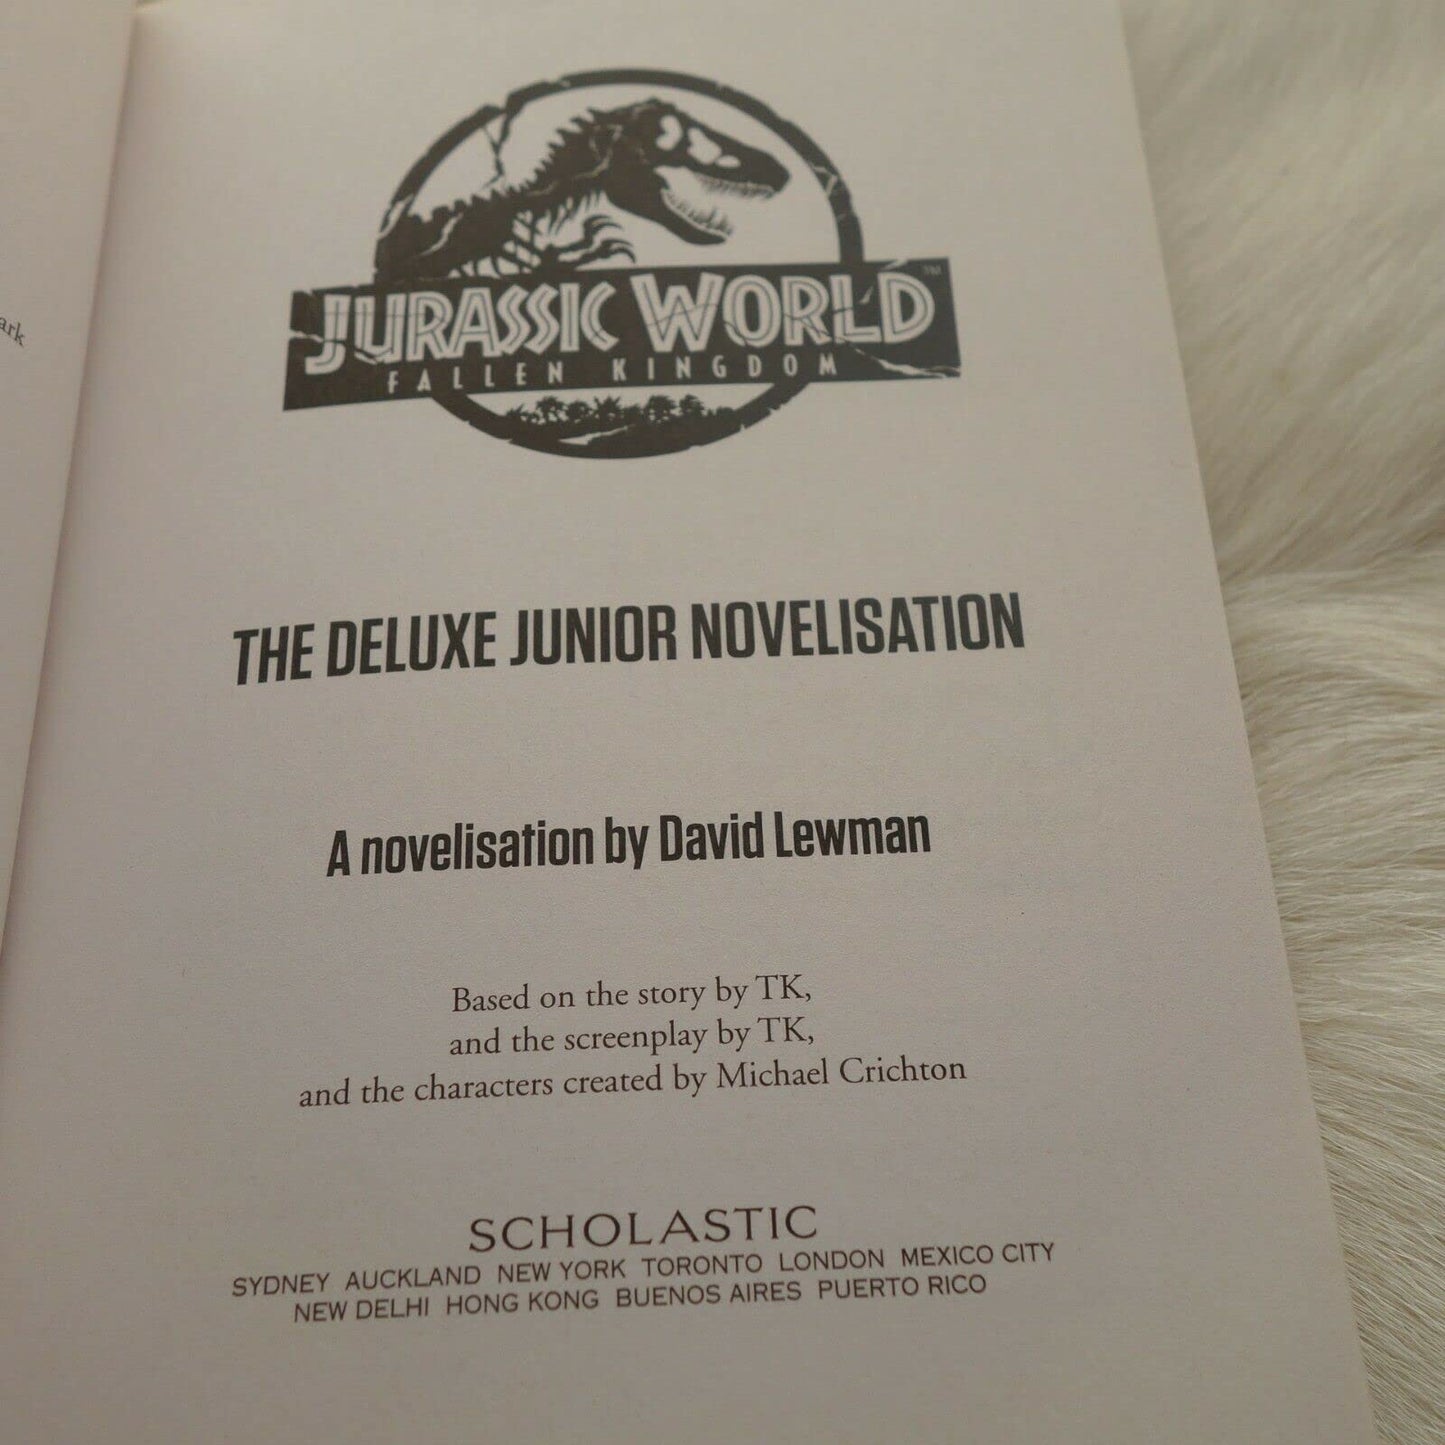 ark
JURASSIC WORLD™
FALLEN KINGDOM
THE DELUXE JUNIOR NOVELISATION
A novelisation by David Lewman
Based on the story by TK,
and the screenplay by TK,
and the characters created by Michael Crichton
SCHOLASTIC
SYDNEY AUCKLAND NEW YORK TORONTO LONDON MEXICO CITY
NEW DELHI HONG KONG BUENOS AIRES PUERTO RICO